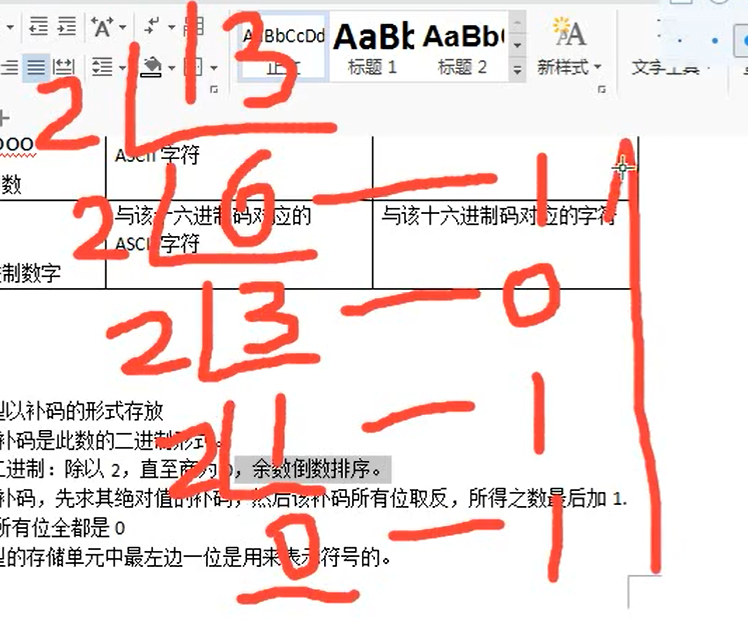 AaBbCcDd AaBb AaBb(
正文 标题 1 标题 2 新样式 文字工具
13
2
ASCII 字符
数
6 — 1
2
与该十六进制码对应的 与该十六进制码对应的字符
ASCII 字符
制数字
3 — 0
2
型以补码的形式存放
1 — 1
补码是此数的二进制形式。
2
二进制：除以 2，直至商为 0，余数倒数排序。
补码，先求其绝对值的补码，然后该补码所有位取反，所得之数最后加 1.
所有位全都是 0
0 — 1
型的存储单元中最左边一位是用来表示符号的。